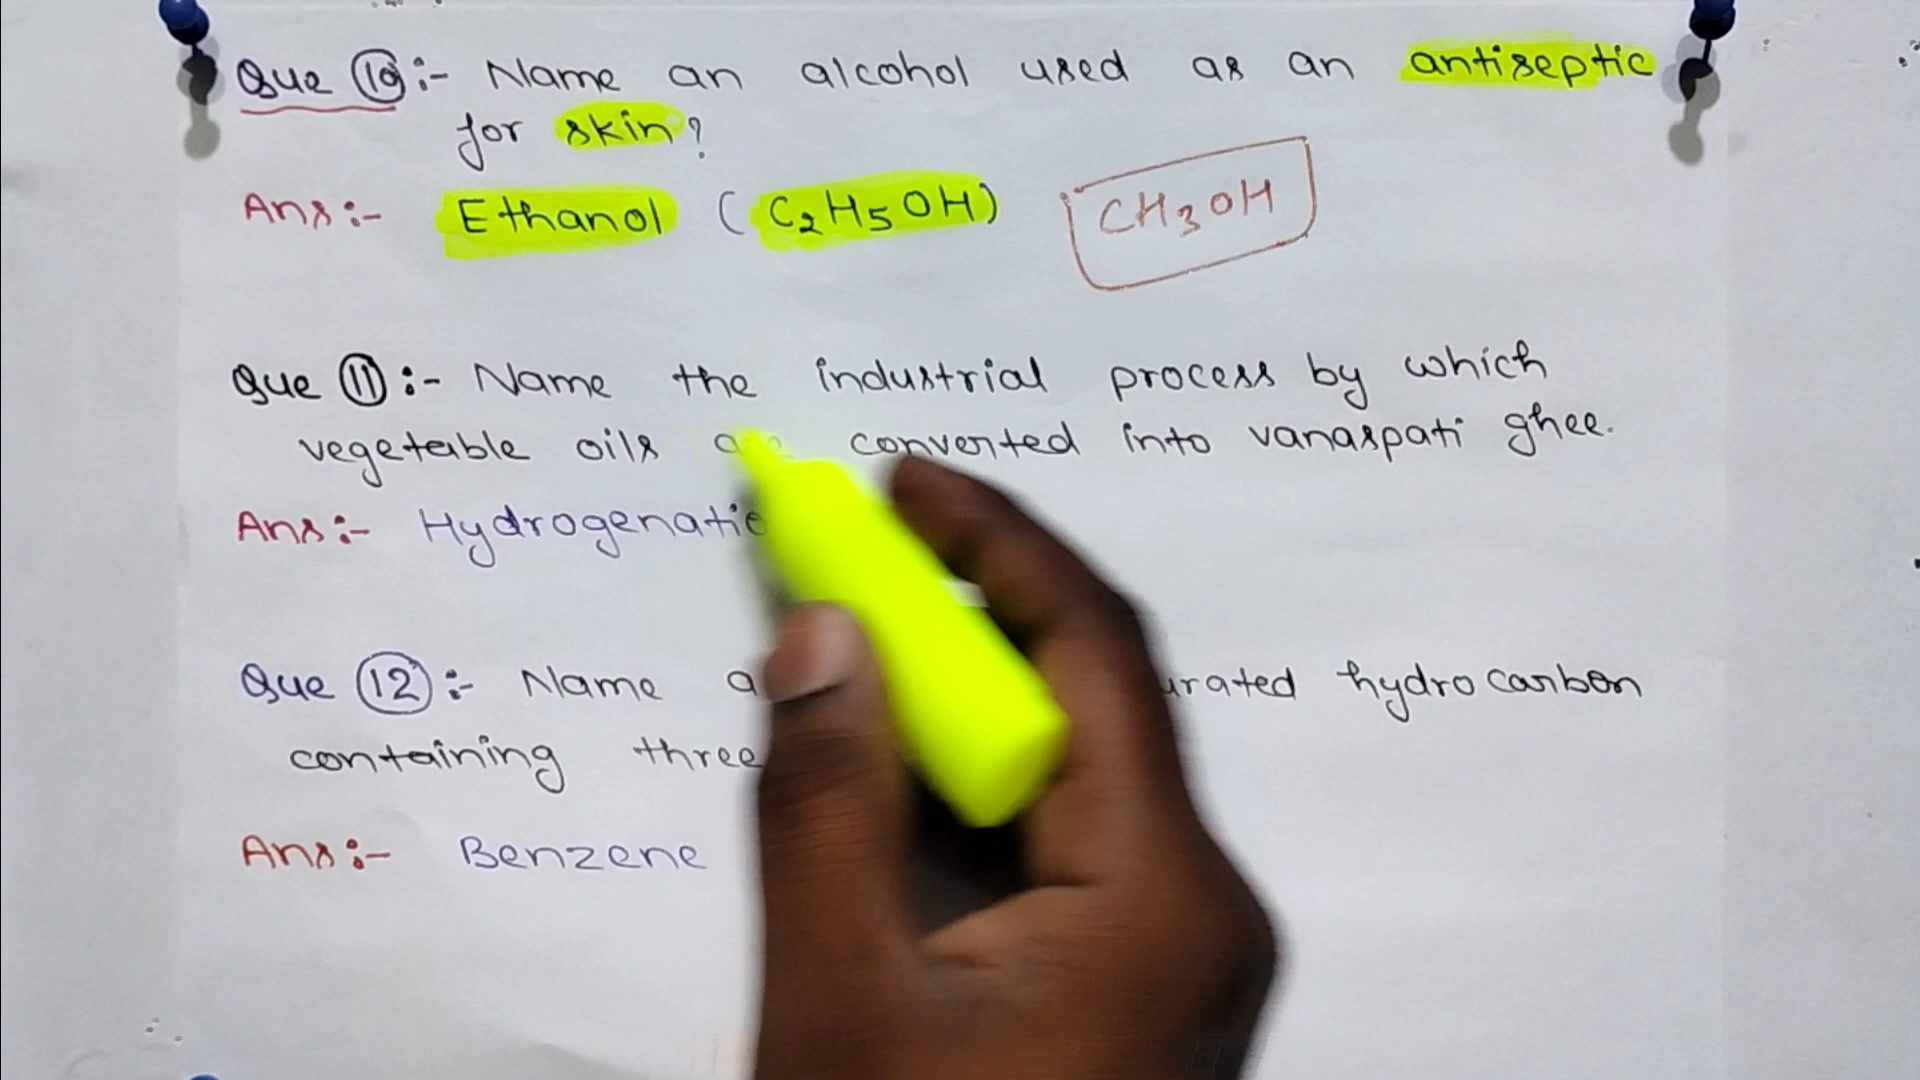 Que 10:- Name an alcohol used as an antiseptic
for skin?
Ans:- Ethanol (C₂H₅OH) CH₃OH
Que 11:- Name the industrial process by which
vegetable oils converted into vanaspati ghee.
Ans:-
Que 12:- Name hydrocarbon
containing three
Ans:- Benzene